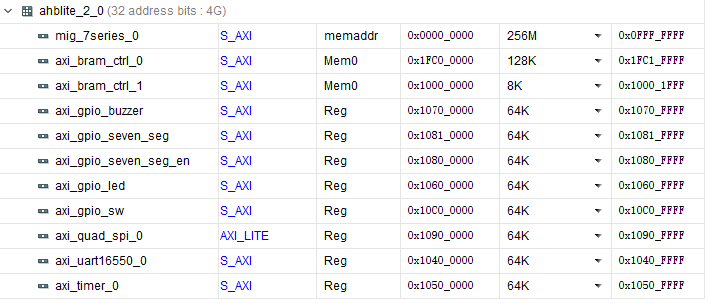 ahblite_2_0 (32 address bits : 4G)
mig_7series_0 S_AXI memaddr 0x0000_0000 256M 0x0FFF_FFFF
axi_bram_ctrl_0 S_AXI Mem0 0x1FC0_0000 128K 0x1FC1_FFFF
axi_bram_ctrl_1 S_AXI Mem0 0x1000_0000 8K 0x1000_1FFF
axi_gpio_buzzer S_AXI Reg 0x1070_0000 64K 0x1070_FFFF
axi_gpio_seven_seg S_AXI Reg 0x1081_0000 64K 0x1081_FFFF
axi_gpio_seven_seg_en S_AXI Reg 0x1080_0000 64K 0x1080_FFFF
axi_gpio_led S_AXI Reg 0x1060_0000 64K 0x1060_FFFF
axi_gpio_sw S_AXI Reg 0x10C0_0000 64K 0x10C0_FFFF
axi_quad_spi_0 AXI_LITE Reg 0x1090_0000 64K 0x1090_FFFF
axi_uart16550_0 S_AXI Reg 0x1040_0000 64K 0x1040_FFFF
axi_timer_0 S_AXI Reg 0x1050_0000 64K 0x1050_FFFF